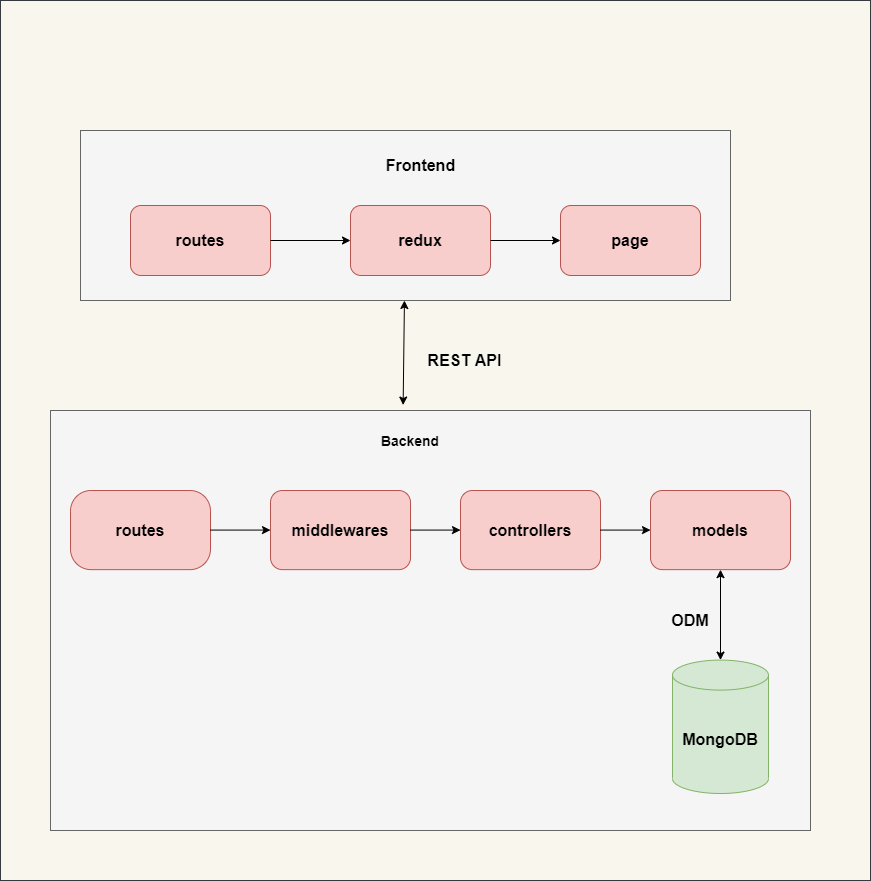 Frontend
routes
redux
page
REST API
Backend
routes
middlewares
controllers
models
ODM
MongoDB